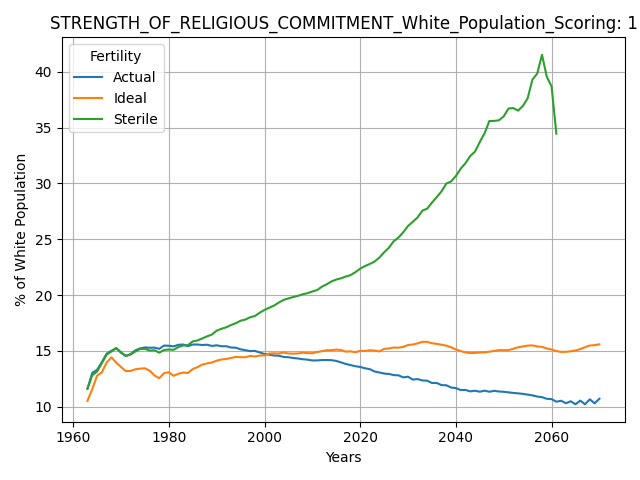 STRENGTH_OF_RELIGIOUS_COMMITMENT_White_Population_Scoring: 1
Fertility
Actual
Ideal
Sterile
% of White Population
40
35
30
25
20
15
10
1960 1980 2000 2020 2040 2060
Years